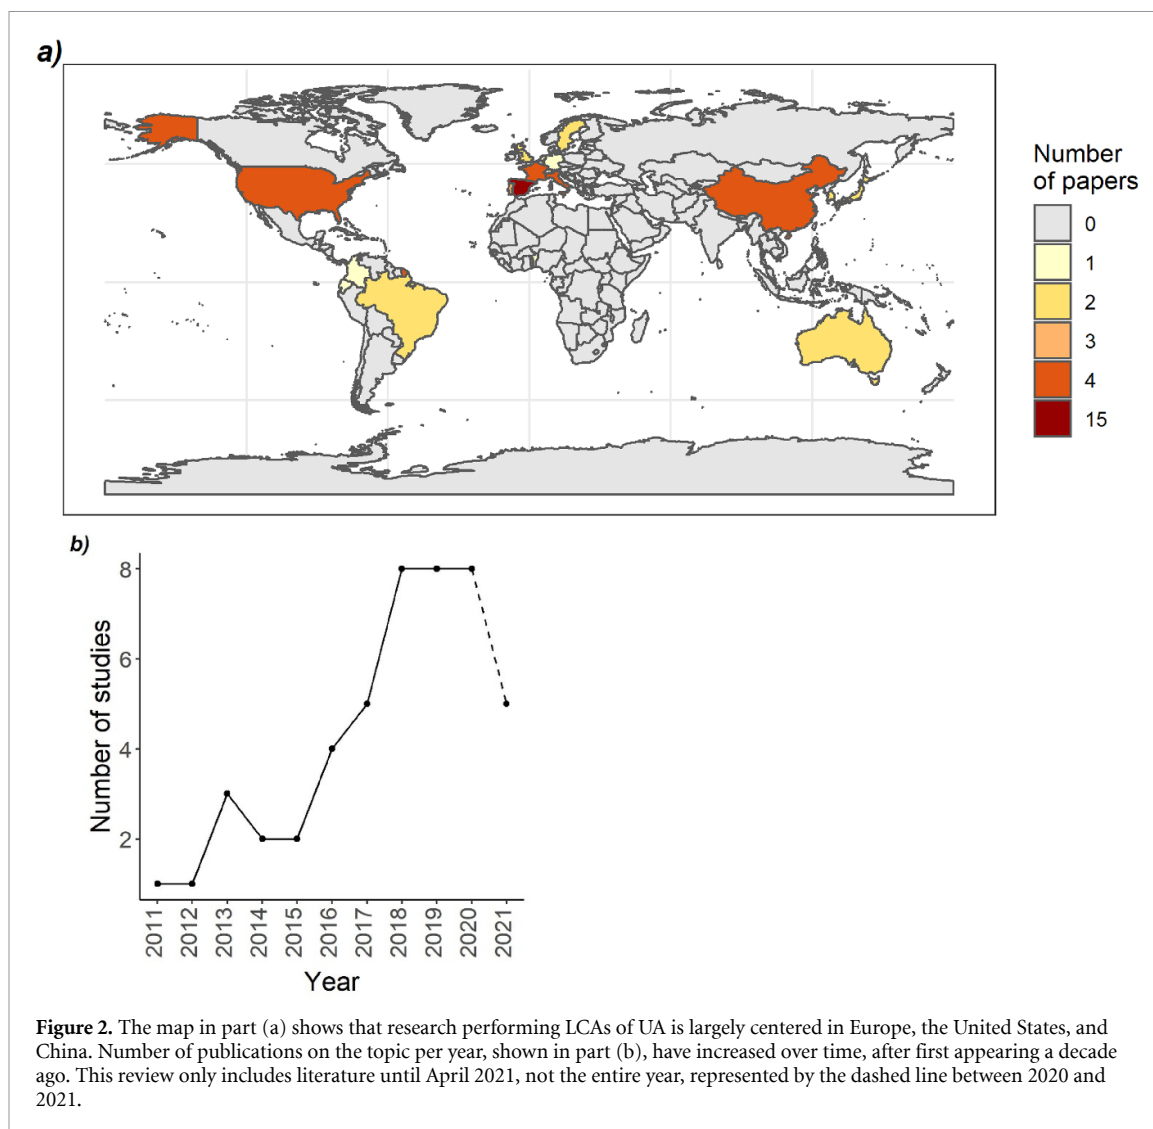 a)
Number
of papers
0
1
2
3
4
15
b)
8
6
4
2
Number of studies
2011
2012
2013
2014
2015
2016
2017
2018
2019
2020
2021
Year
Figure 2. The map in part (a) shows that research performing LCAs of UA is largely centered in Europe, the United States, and
China. Number of publications on the topic per year, shown in part (b), have increased over time, after first appearing a decade
ago. This review only includes literature until April 2021, not the entire year, represented by the dashed line between 2020 and
2021.